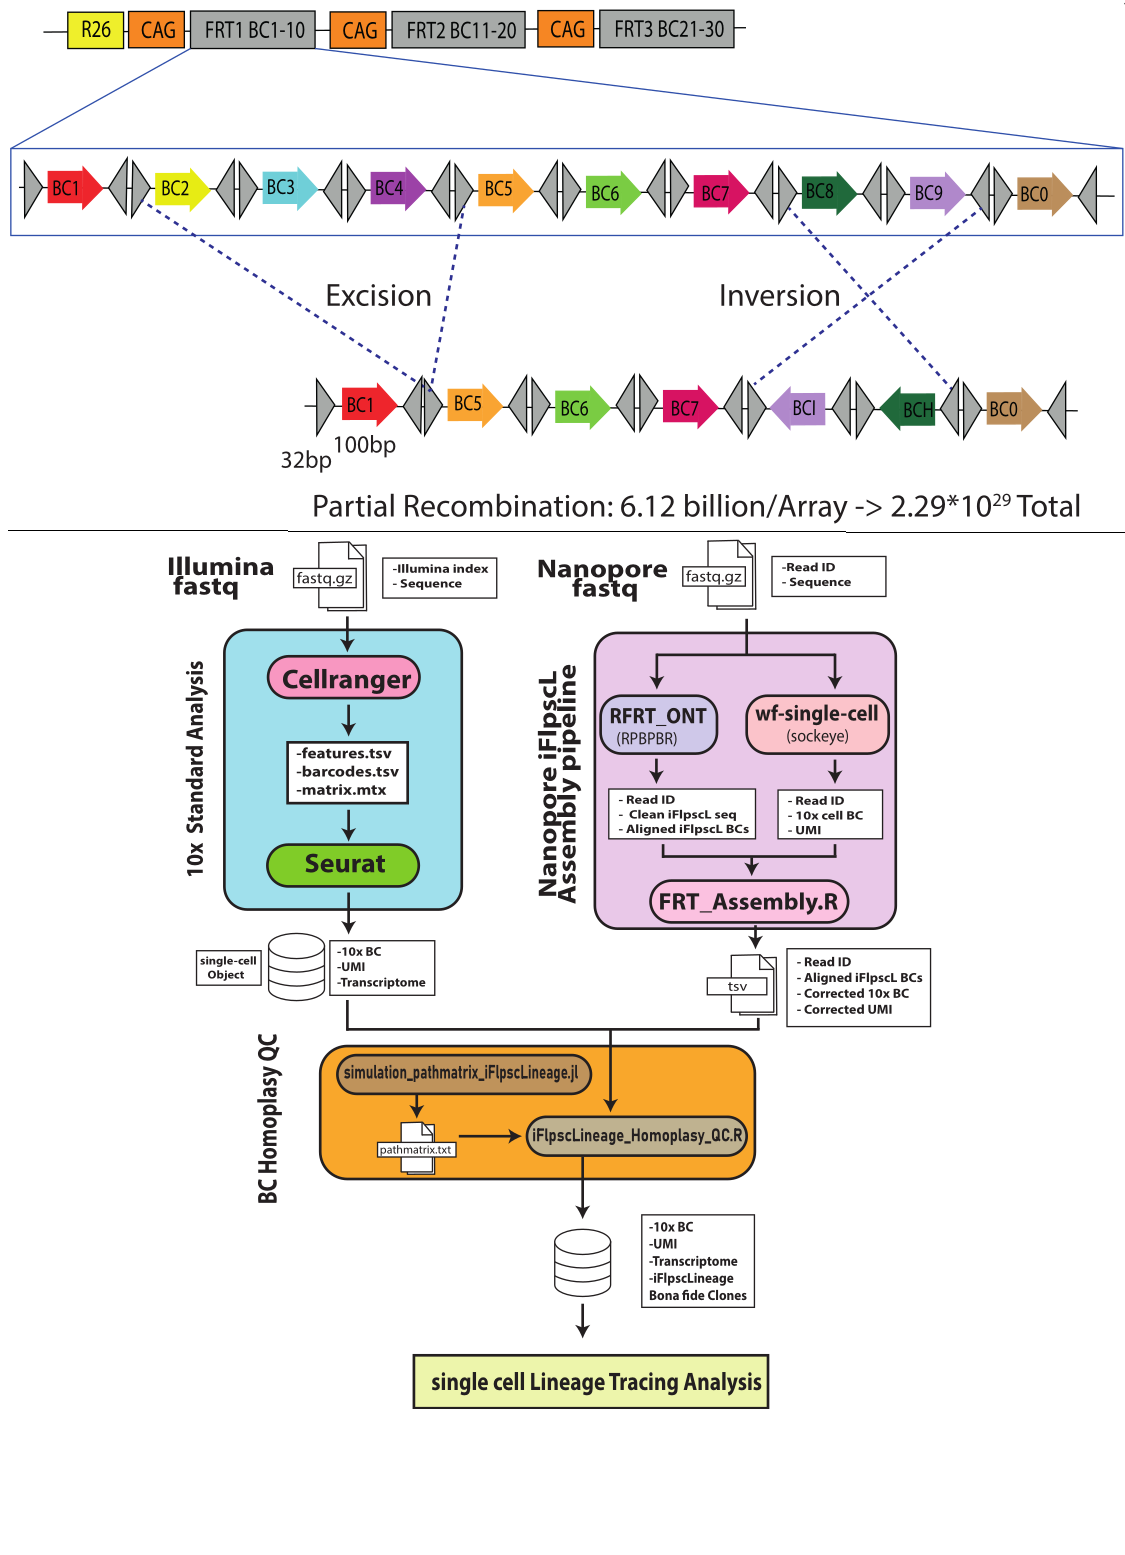 R26 CAG FRT1 BC1-10 CAG FRT2 BC11-20 CAG FRT3 BC21-30
BC1 BC2 BC3 BC4 BC5 BC6 BC7 BC8 BC9 BC0
Excision
Inversion
BC1 BC5 BC6 BC7 BCI BCH BC0
100bp
32bp
Partial Recombination: 6.12 billion/Array -> 2.29*10²⁹ Total
Illumina
fastq
fastq.gz
-Illumina index
- Sequence
Nanopore
fastq
fastq.gz
-Read ID
- Sequence
10x Standard Analysis
Cellranger
-features.tsv
-barcodes.tsv
-matrix.mtx
Seurat
single-cell
Object
-10x BC
-UMI
-Transcriptome
Nanopore iFlpscL
Assembly pipeline
RFRT_ONT
(RPBPBR)
wf-single-cell
(sockeye)
- Read ID
- Clean iFlpscL seq
- Aligned iFlpscL BCs
- Read ID
- 10x cell BC
- UMI
FRT_Assembly.R
tsv
- Read ID
- Aligned iFlpscL BCs
- Corrected 10x BC
- Corrected UMI
BC Homoplasy QC
simulation_pathmatrix_iFlpscLineage.jl
pathmatrix.txt
iFlpscLineage_Homoplasy_QC.R
-10x BC
-UMI
-Transcriptome
-iFlpscLineage
Bona fide Clones
single cell Lineage Tracing Analysis